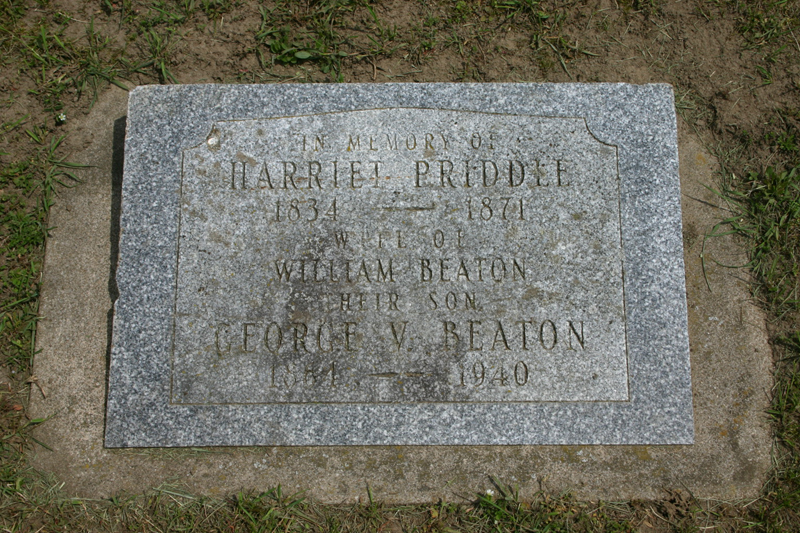 IN MEMORY OF
HARRIET PRIDDLE
1834 — 1871
WIFE OF
WILLIAM BEATON
THEIR SON
GEORGE V. BEATON
— 1940